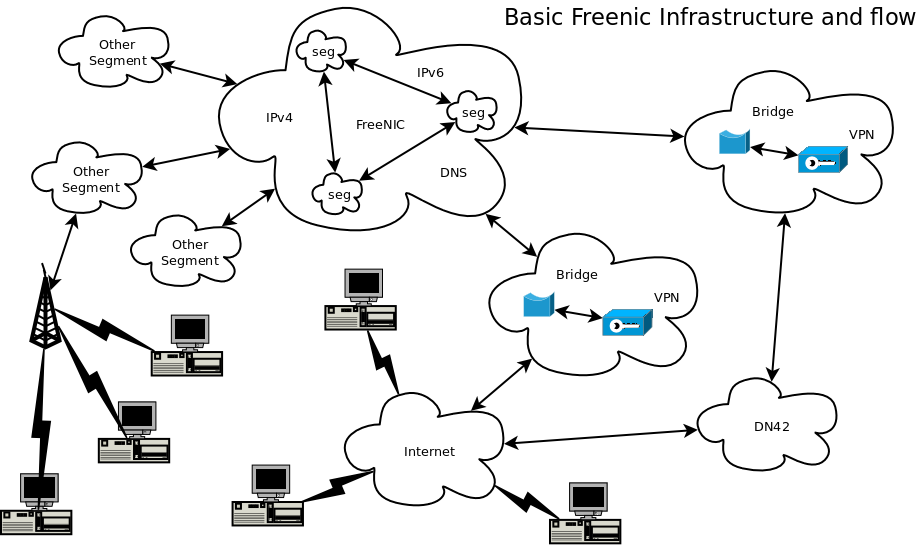 Basic Freenic Infrastructure and flow
Other
Segment
seg
IPv6
IPv4
seg
FreeNIC
DNS
seg
Other
Segment
Other
Segment
Bridge
VPN
Bridge
VPN
Internet
DN42